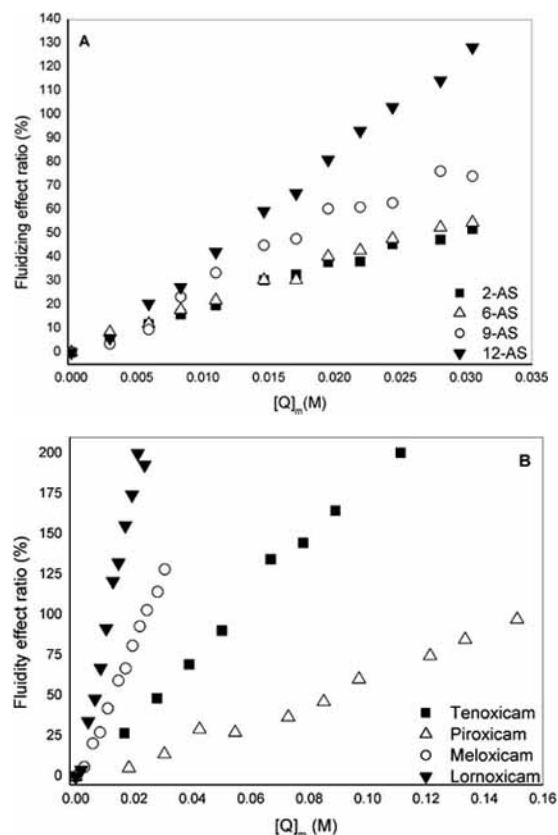 A
Fluidizing effect ratio (%)
140
130
120
110
100
90
80
70
60
50
40
30
20
10
0
2-AS
6-AS
9-AS
12-AS
0.000 0.005 0.010 0.015 0.020 0.025 0.030 0.035
[Q]m(M)
B
Fluidity effect ratio (%)
200
175
150
125
100
75
50
25
0
Tenoxicam
Piroxicam
Meloxicam
Lornoxicam
0.00 0.02 0.04 0.06 0.08 0.10 0.12 0.14 0.16
[Q]m (M)